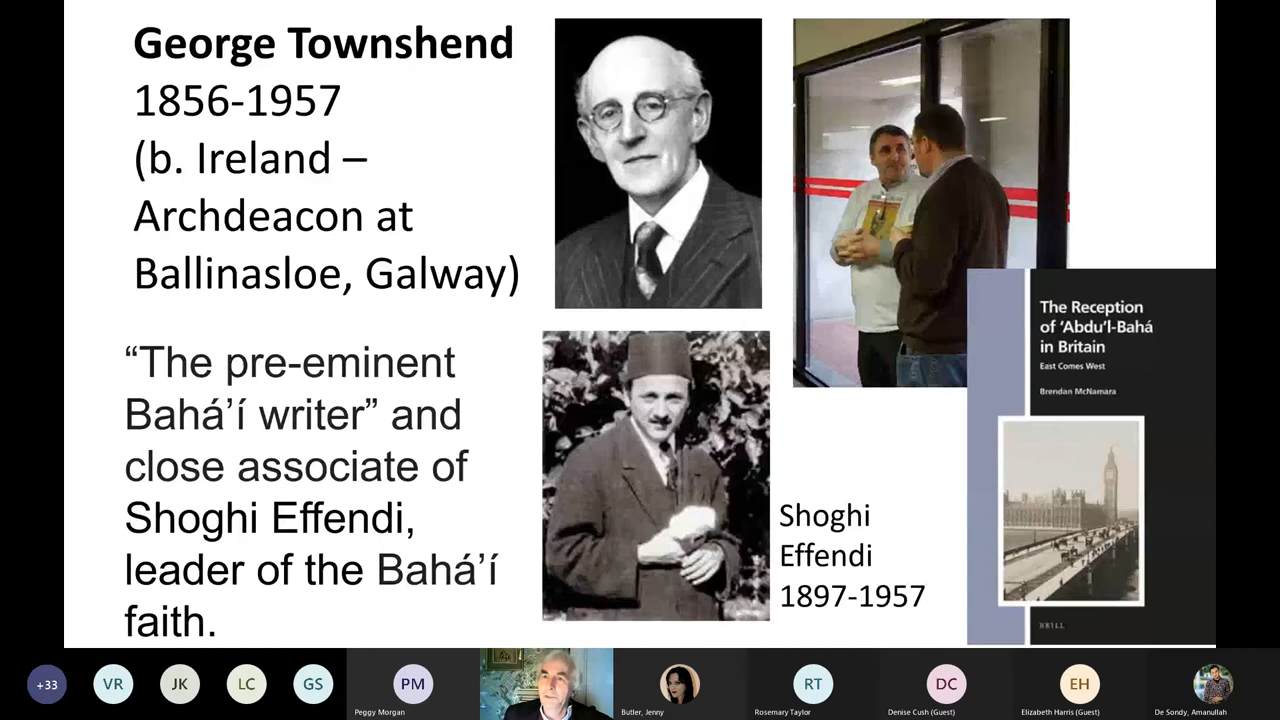 George Townshend
1856-1957
(b. Ireland –
Archdeacon at
Ballinasloe, Galway)
“The pre-eminent
Bahá’í writer” and
close associate of
Shoghi Effendi,
leader of the Bahá’í
faith.
Shoghi
Effendi
1897-1957
The Reception
of ‘Abdu’l-Bahá
in Britain
East Comes West
Brendan McNamara
BRILL
+33
VR
JK
LC
GS
PM
Peggy Morgan
Butler, Jenny
RT
Rosemary Taylor
DC
Denise Cush (Guest)
EH
Elizabeth Harris (Guest)
De Sondy, Amanullah